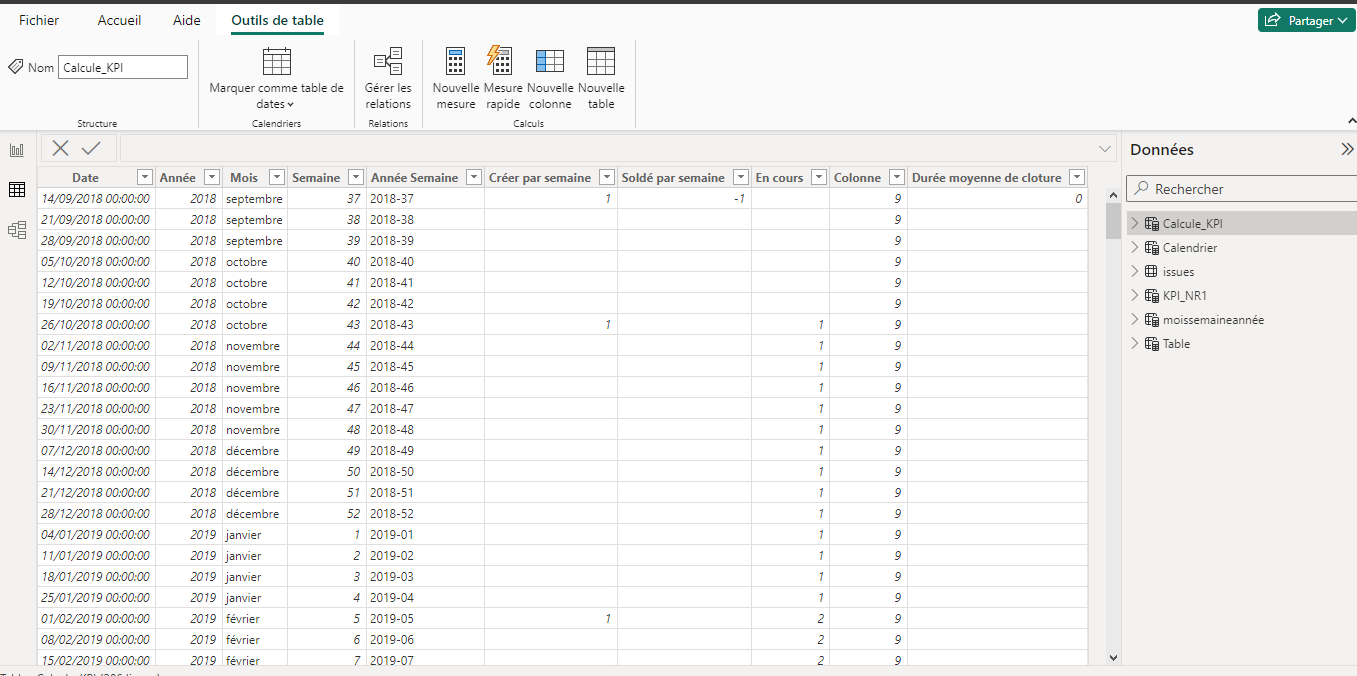 Fichier Accueil Aide Outils de table Partager
Nom Calcule_KPI
Marquer comme table de dates
Gérer les relations
Nouvelle mesure
Mesure rapide
Nouvelle colonne
Nouvelle table
Structure Calendriers Relations Calculs
Données
Rechercher
Calcule_KPI
Calendrier
issues
KPI_NR1
moissemaineannée
Table
Date Année Mois Semaine Année Semaine Créer par semaine Soldé par semaine En cours Colonne Durée moyenne de cloture
14/09/2018 00:00:00 2018 septembre 37 2018-37 1 -1 9 0
21/09/2018 00:00:00 2018 septembre 38 2018-38 9
28/09/2018 00:00:00 2018 septembre 39 2018-39 9
05/10/2018 00:00:00 2018 octobre 40 2018-40 9
12/10/2018 00:00:00 2018 octobre 41 2018-41 9
19/10/2018 00:00:00 2018 octobre 42 2018-42 9
26/10/2018 00:00:00 2018 octobre 43 2018-43 1 1 9
02/11/2018 00:00:00 2018 novembre 44 2018-44 1 9
09/11/2018 00:00:00 2018 novembre 45 2018-45 1 9
16/11/2018 00:00:00 2018 novembre 46 2018-46 1 9
23/11/2018 00:00:00 2018 novembre 47 2018-47 1 9
30/11/2018 00:00:00 2018 novembre 48 2018-48 1 9
07/12/2018 00:00:00 2018 décembre 49 2018-49 1 9
14/12/2018 00:00:00 2018 décembre 50 2018-50 1 9
21/12/2018 00:00:00 2018 décembre 51 2018-51 1 9
28/12/2018 00:00:00 2018 décembre 52 2018-52 1 9
04/01/2019 00:00:00 2019 janvier 1 2019-01 1 9
11/01/2019 00:00:00 2019 janvier 2 2019-02 1 9
18/01/2019 00:00:00 2019 janvier 3 2019-03 1 9
25/01/2019 00:00:00 2019 janvier 4 2019-04 1 9
01/02/2019 00:00:00 2019 février 5 2019-05 1 2 9
08/02/2019 00:00:00 2019 février 6 2019-06 2 9
15/02/2019 00:00:00 2019 février 7 2019-07 2 9